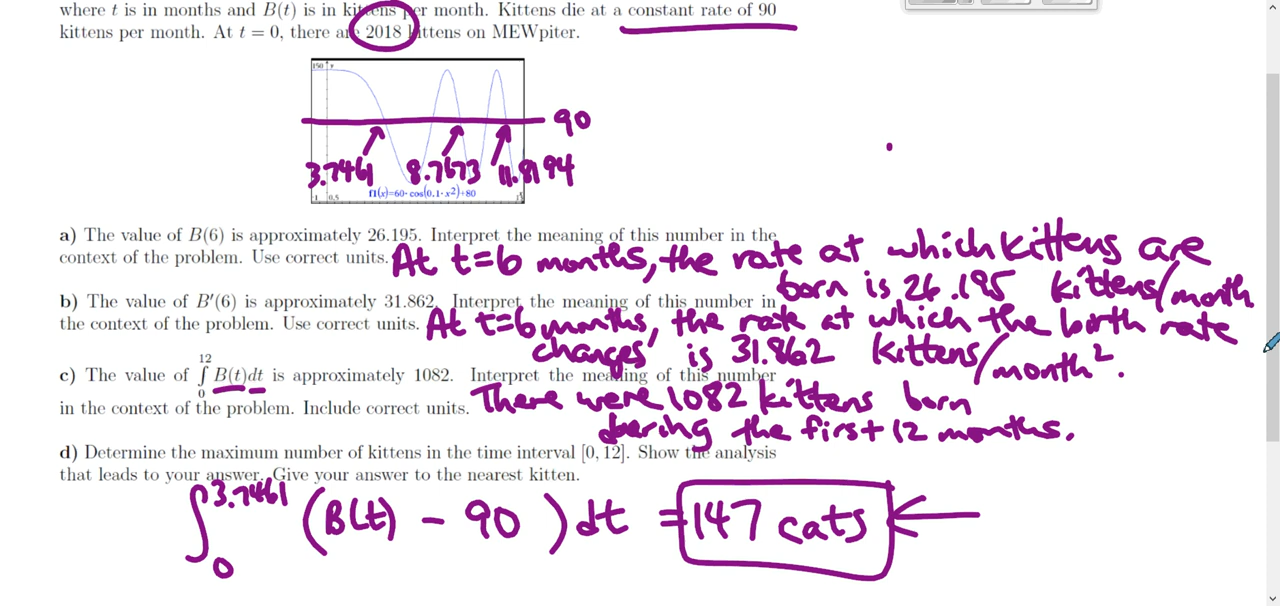 where t is in months and B(t) is in kittens per month. Kittens die at a constant rate of 90
kittens per month. At t = 0, there are 2018 kittens on MEWpiter.
150 y
90
3.7461 8.7673 11.8194
f1(x)=60·cos(0.1·x²)+80
-1 0.5
a) The value of B(6) is approximately 26.195. Interpret the meaning of this number in the
context of the problem. Use correct units. At t=6 months, the rate at which kittens are
born is 26.195 kittens/month
b) The value of B′(6) is approximately 31.862. Interpret the meaning of this number in
the context of the problem. Use correct units. At t=6 months, the rate at which the birth rate
changes is 31.862 kittens/month².
c) The value of ∫₀¹² B(t)dt is approximately 1082. Interpret the meaning of this number
in the context of the problem. Include correct units. There were 1082 kittens born
during the first 12 months.
d) Determine the maximum number of kittens in the time interval [0, 12]. Show the analysis
that leads to your answer. Give your answer to the nearest kitten.
∫₀^3.7461 (B(t) - 90) dt = 147 cats